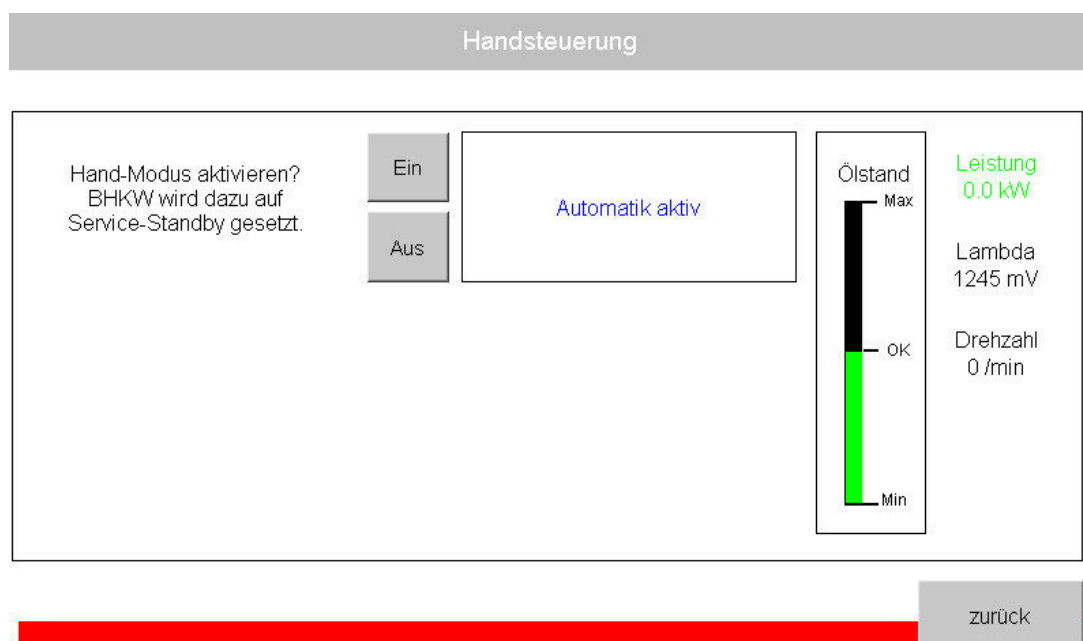 Handsteuerung
Hand-Modus aktivieren?
BHKW wird dazu auf
Service-Standby gesetzt.
Ein
Aus
Automatik aktiv
Ölstand
Max
OK
Min
Leistung
0.0 kW
Lambda
1245 mV
Drehzahl
0 /min
zurück